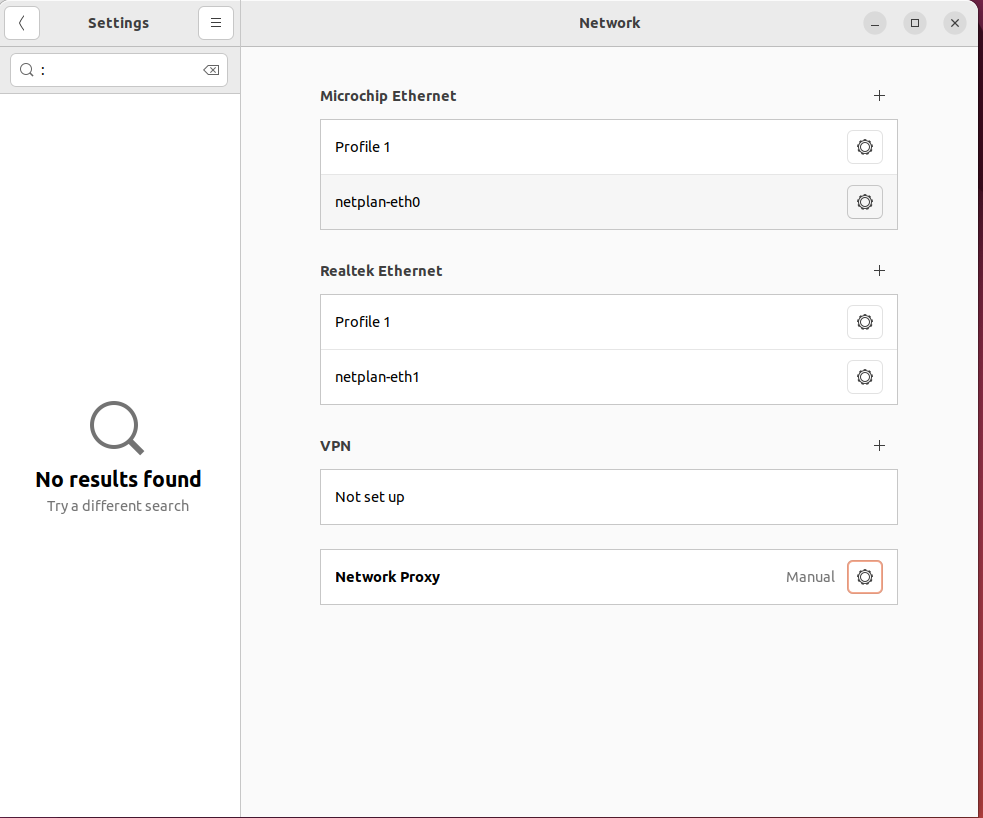 Settings
Network
:
Microchip Ethernet
Profile 1
netplan-eth0
Realtek Ethernet
Profile 1
netplan-eth1
VPN
Not set up
Network Proxy
Manual
No results found
Try a different search